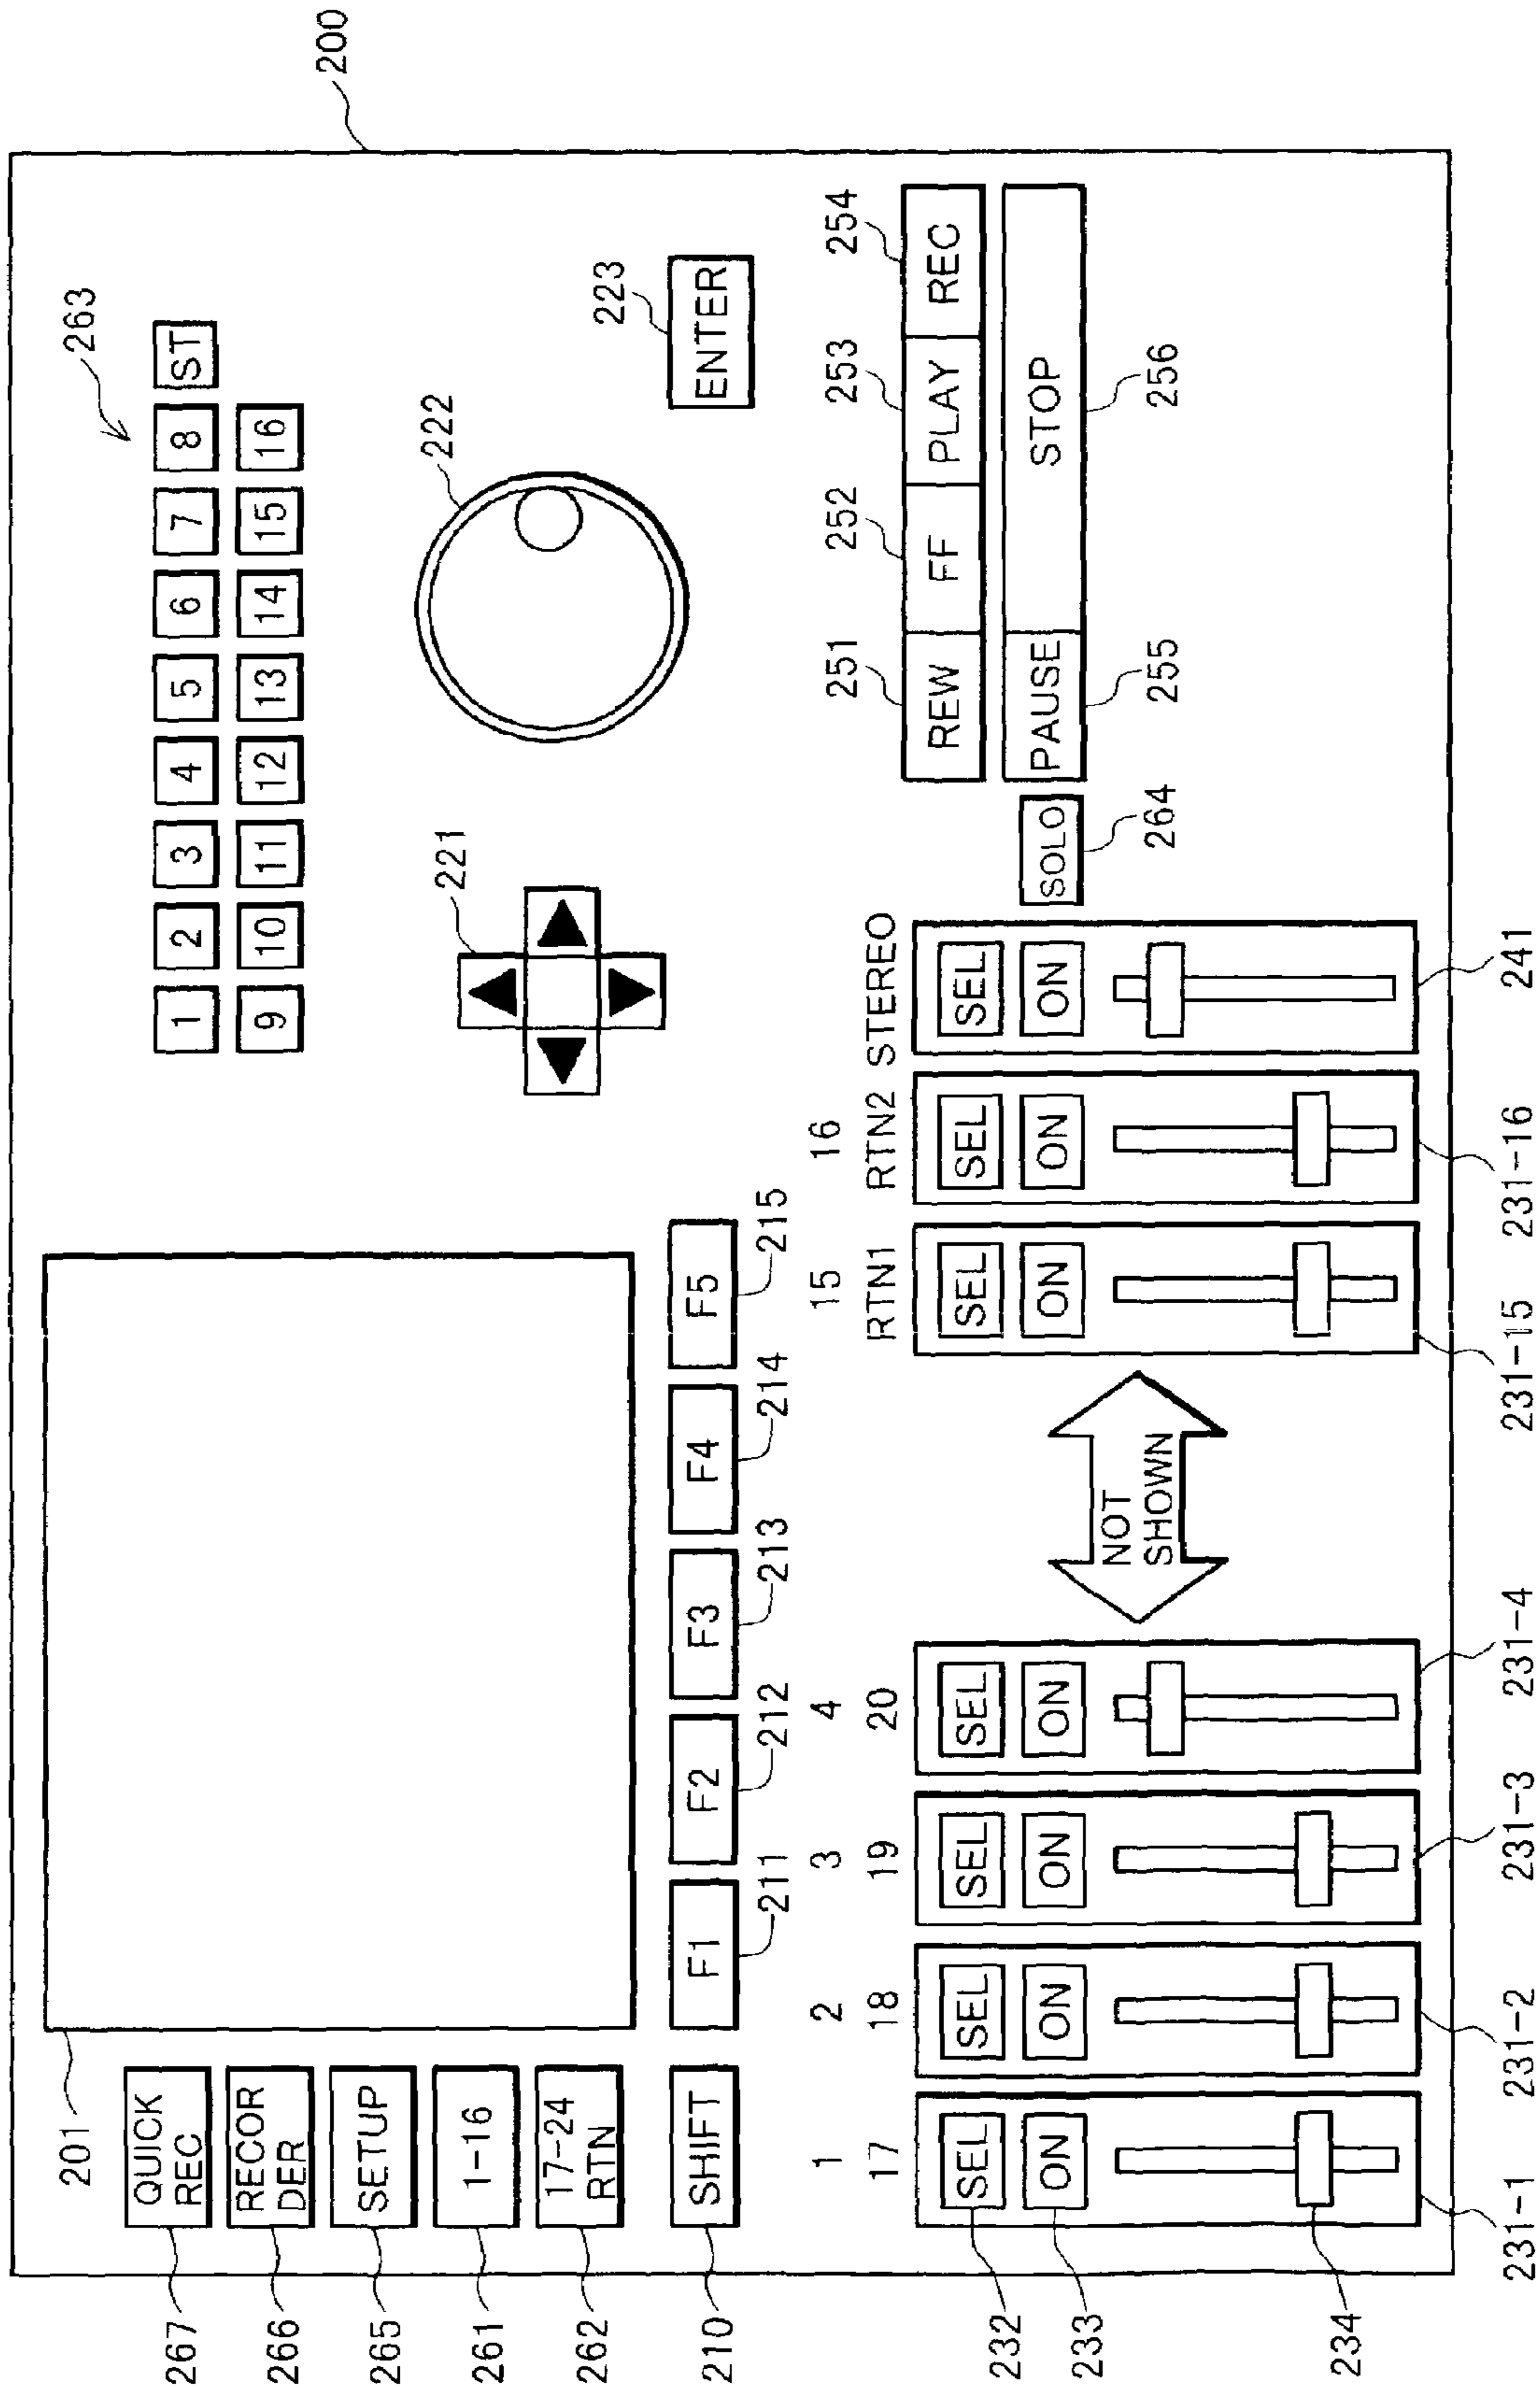 200
201
263
267
QUICK
REC
266
RECOR
DER
265
SETUP
261
1-16
262
17-24
RTN
210
SHIFT
1 2 3 4 5 6 7 8 ST
9 10 11 12 13 14 15 16
221
222
223
ENTER
F1 F2 F3 F4 F5
211 212 213 214 215
1 2 3 4 15 16
17 18 19 20 RTN1 RTN2 STEREO
232
SEL SEL SEL SEL SEL SEL SEL
233
ON ON ON ON ON ON ON
234
NOT
SHOWN
251 252 253 254
REW FF PLAY REC
SOLO PAUSE STOP
264 255 256
231-1 231-2 231-3 231-4 231-15 231-16 241